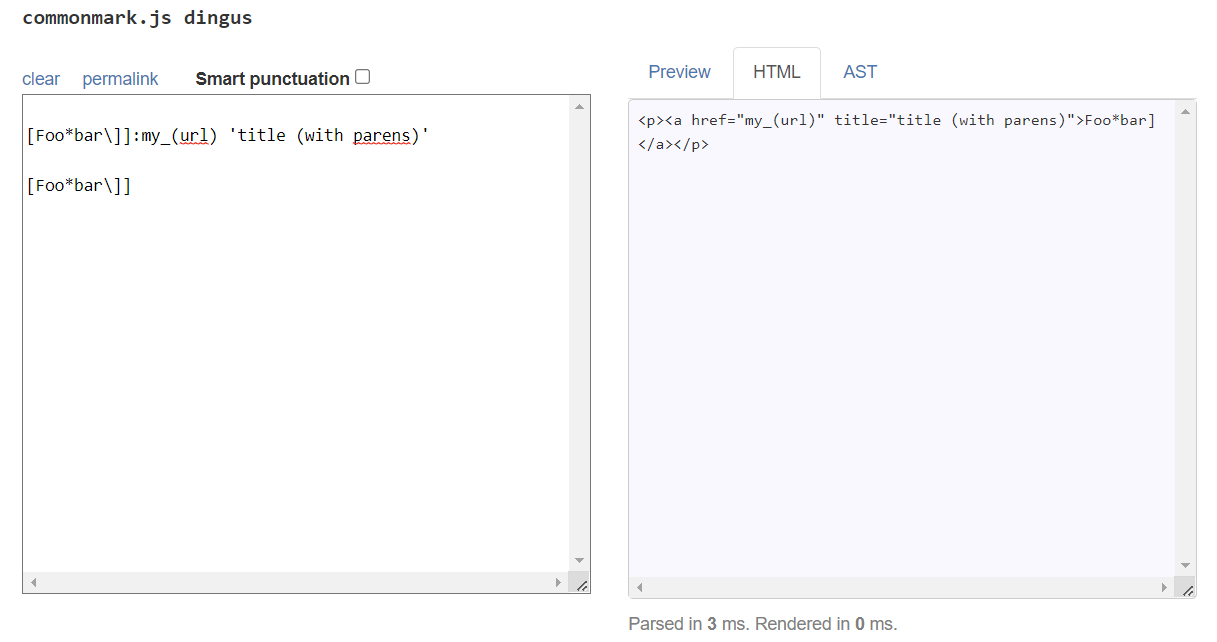 commonmark.js dingus
clear permalink Smart punctuation
Preview HTML AST
[Foo*bar\]]:my_(url) 'title (with parens)'
[Foo*bar\]]
<p><a href="my_(url)" title="title (with parens)">Foo*bar]
</a></p>
Parsed in 3 ms. Rendered in 0 ms.